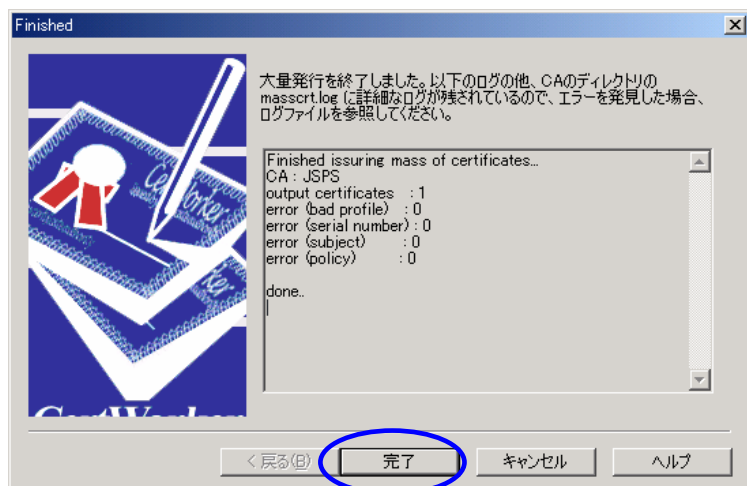 Finished
大量発行を終了しました。以下のログの他、CAのディレクトリの
masscrt.log に詳細なログが残されているので、エラーを発見した場合、
ログファイルを参照してください。
Finished issuring mass of certificates...
CA : JSPS
output certificates : 1
error (bad profile) : 0
error (serial number) : 0
error (subject) : 0
error (policy) : 0
done..
CertWorker
CertWorker
< 戻る(B)
完了
キャンセル
ヘルプ